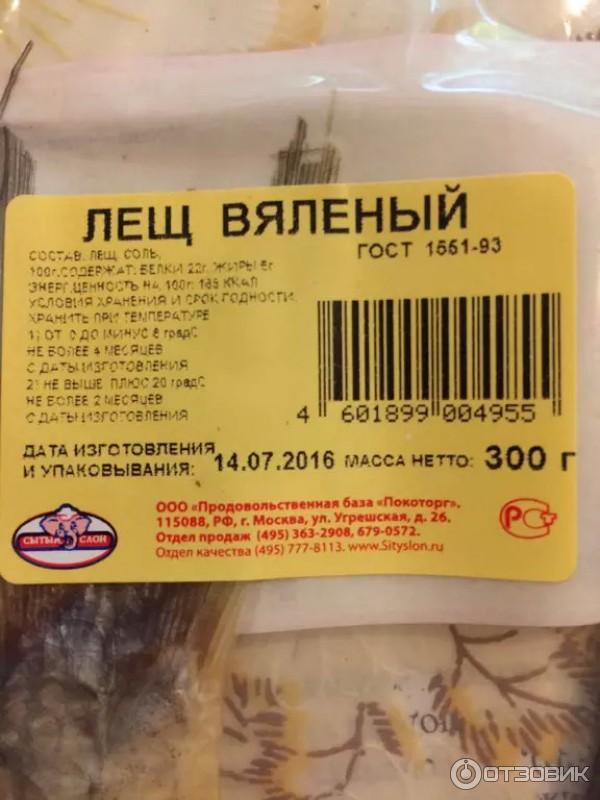 ЛЕЩ ВЯЛЕНЫЙ
ГОСТ 1551-93
СОСТАВ: ЛЕЩ, СОЛЬ,
100г.СОДЕРЖАТ: БЕЛКИ 22г. ЖИРЫ 6г
ЭНЕРГ.ЦЕННОСТЬ НА 100г: 185 ККАЛ
УСЛОВИЯ ХРАНЕНИЯ И СРОК ГОДНОСТИ:
ХРАНИТЬ ПРИ ТЕМПЕРАТУРЕ
1) ОТ 0 ДО МИНУС 8 градС
НЕ БОЛЕЕ 4 МЕСЯЦЕВ
С ДАТЫ ИЗГОТОВЛЕНИЯ
2) НЕ ВЫШЕ ПЛЮС 20 градС
НЕ БОЛЕЕ 2 МЕСЯЦЕВ
С ДАТЫ ИЗГОТОВЛЕНИЯ
4 601899 004955
ДАТА ИЗГОТОВЛЕНИЯ
И УПАКОВЫВАНИЯ: 14.07.2016 МАССА НЕТТО: 300 г
СЫТЫЙ СЛОН
ООО «Продовольственная база «Покоторг»,
115088, РФ, г. Москва, ул. Угрешская, д. 26,
Отдел продаж (495) 363-2908, 679-0572.
Отдел качества (495) 777-8113. www.Sityslon.ru
РСТ
ОТЗОВИК